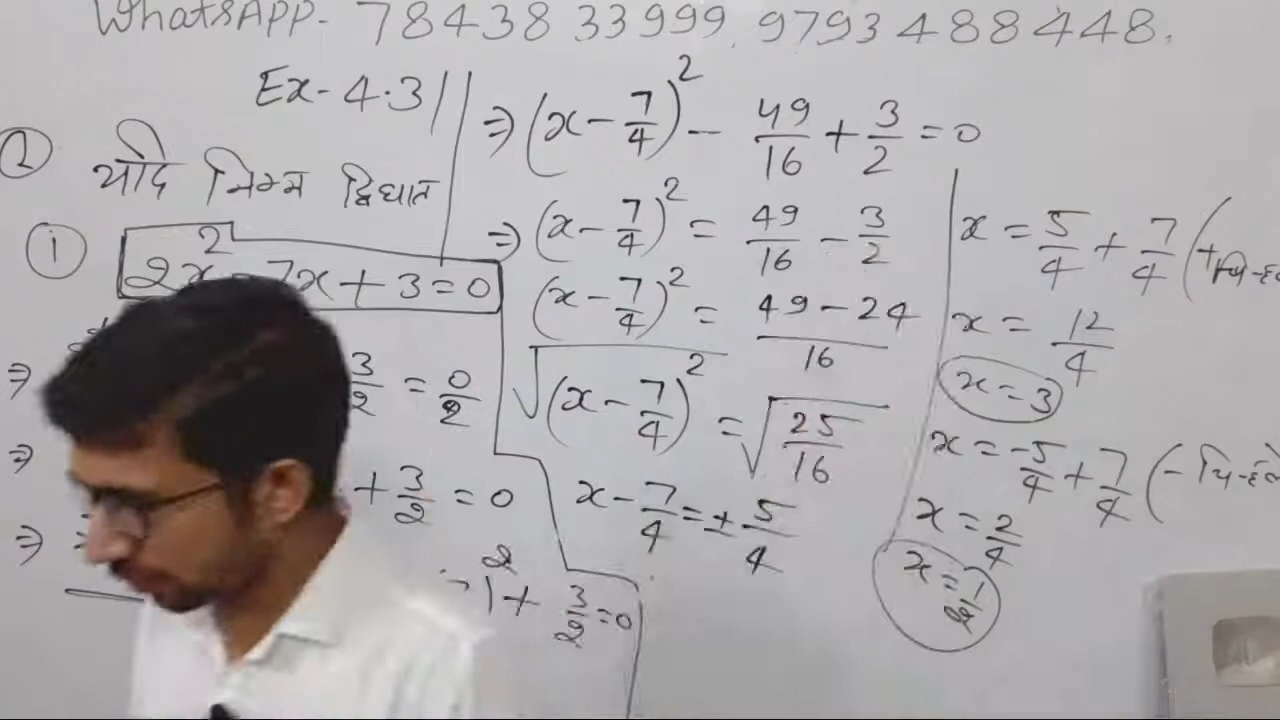 WhatsAPP- 78438 33999, 9793488448.
Ex-4.3
② यदि निम्न द्विघात
① 2x² - 7x + 3 = 0
⇒ 3/2 = 0/2
⇒ + 3/2 = 0
⇒
+ 3/2 = 0
⇒ (x - 7/4)² - 49/16 + 3/2 = 0
⇒ (x - 7/4)² = 49/16 - 3/2
(x - 7/4)² = 49 - 24/16
√(x - 7/4)² = √25/16
x - 7/4 = ± 5/4
x = 5/4 + 7/4 (+
x = 12/4
x = 3
x = -5/4 + 7/4 (-
x = 2/4
x = 1/2